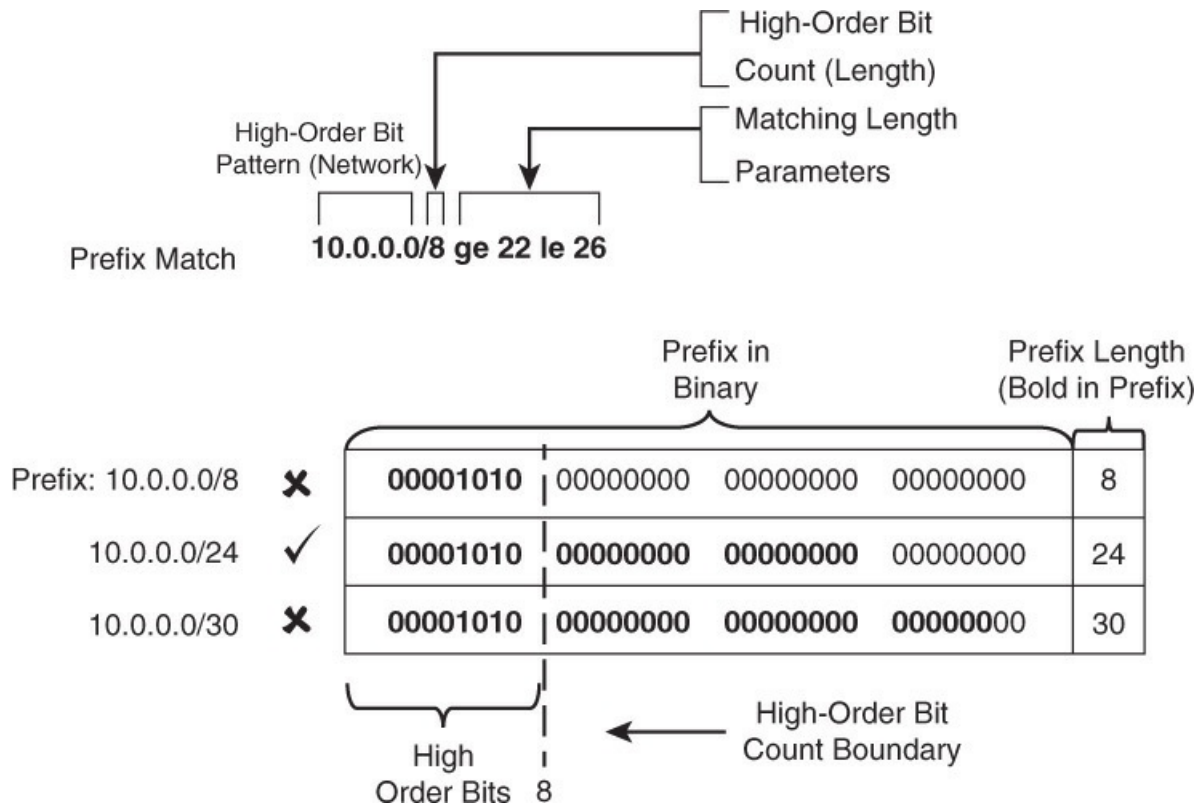 High-Order Bit
Count (Length)
Matching Length
Parameters
High-Order Bit
Pattern (Network)
Prefix Match
10.0.0.0/8 ge 22 le 26
Prefix in
Binary
Prefix Length
(Bold in Prefix)
Prefix: 10.0.0.0/8 00001010 00000000 00000000 00000000 8
10.0.0.0/24 00001010 00000000 00000000 00000000 24
10.0.0.0/30 00001010 00000000 00000000 00000000 30
High
Order Bits
8
High-Order Bit
Count Boundary